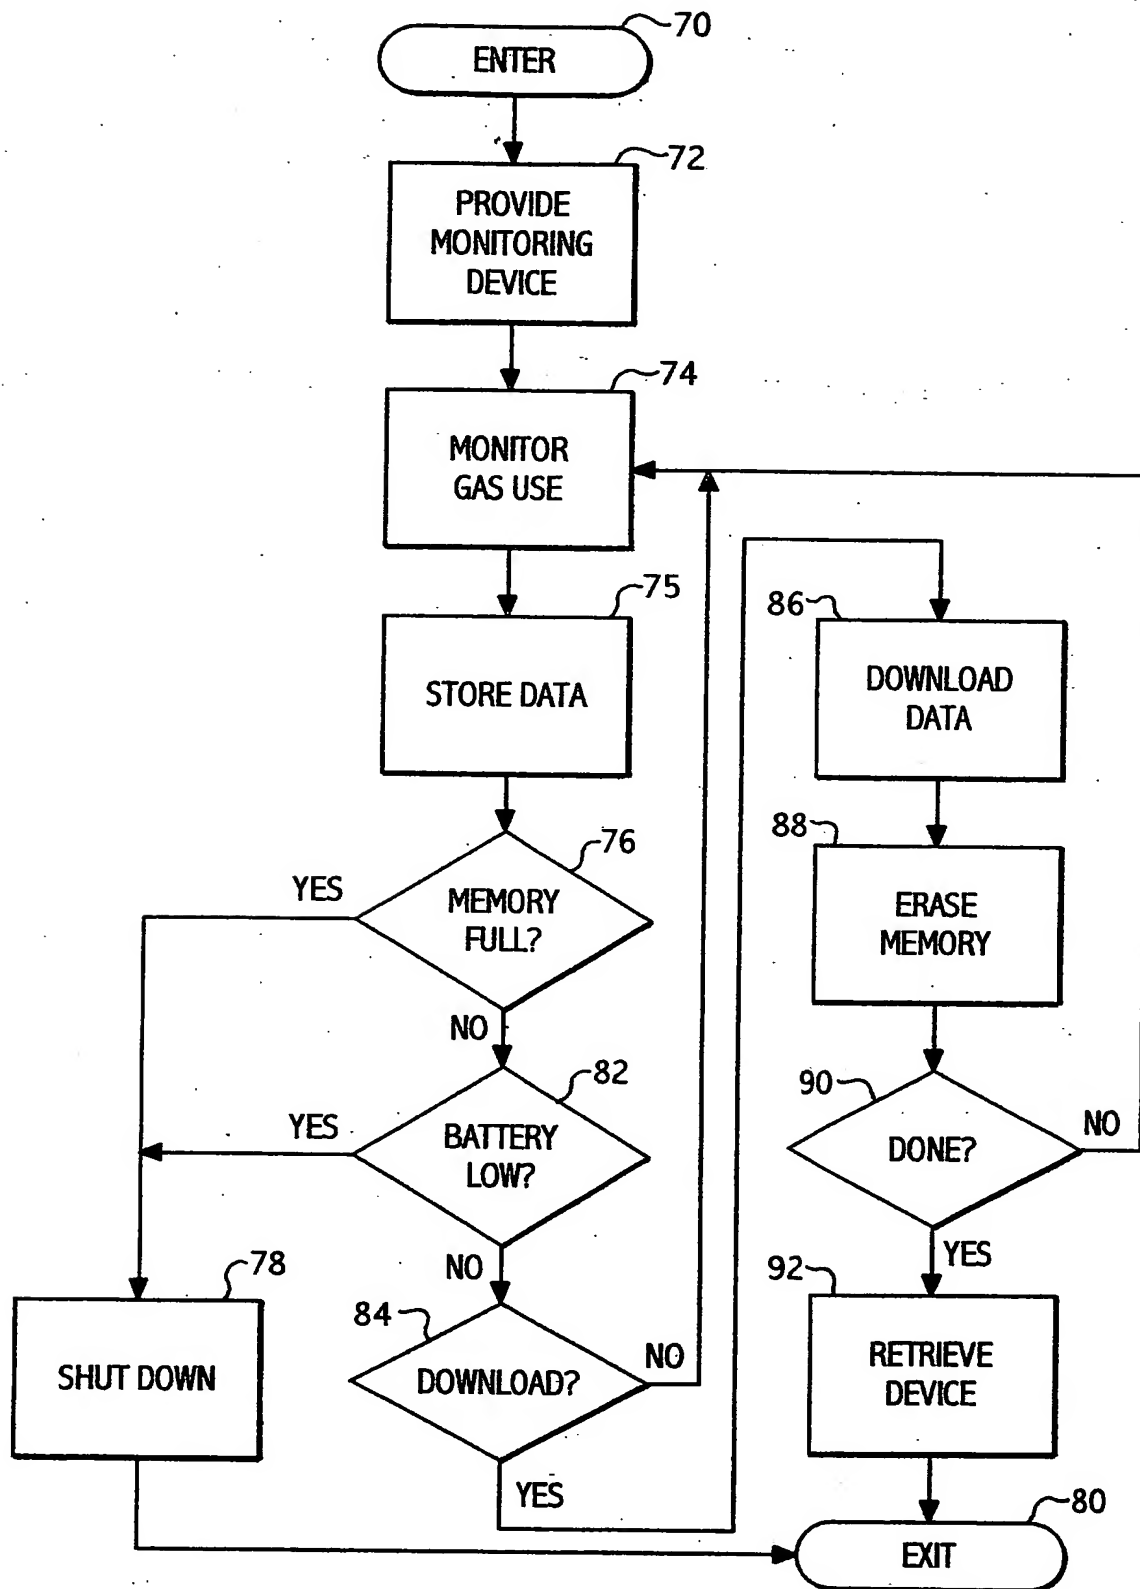 70
ENTER
72
PROVIDE
MONITORING
DEVICE
74
MONITOR
GAS USE
75
STORE DATA
76
MEMORY
FULL?
YES
NO
82
BATTERY
LOW?
YES
NO
78
SHUT DOWN
84
DOWNLOAD?
NO
YES
86
DOWNLOAD
DATA
88
ERASE
MEMORY
90
DONE?
NO
YES
92
RETRIEVE
DEVICE
80
EXIT